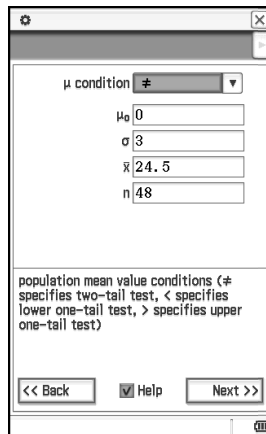 μ condition ≠
μ₀ 0
σ 3
x̄ 24.5
n 48
population mean value conditions (≠
specifies two-tail test, < specifies
lower one-tail test, > specifies upper
one-tail test)
<< Back Help Next >>